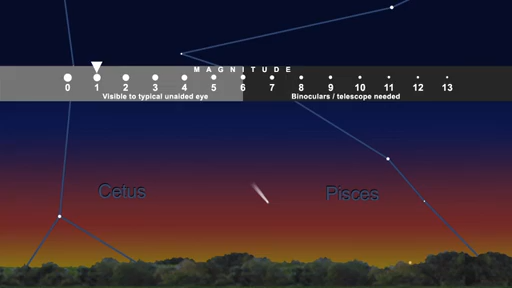 MAGNITUDE
0 1 2 3 4 5 6 7 8 9 10 11 12 13
Visible to typical unaided eye Binoculars / telescope needed
Cetus Pisces